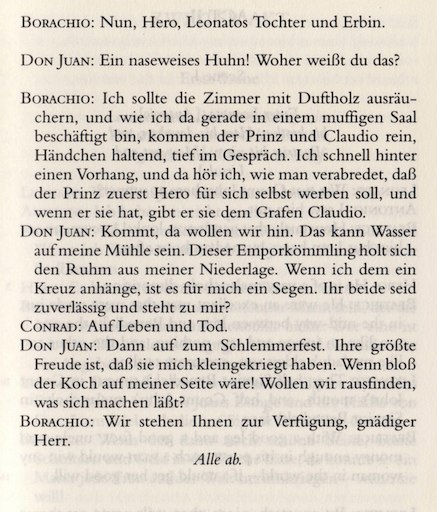 BORACHIO: Nun, Hero, Leonatos Tochter und Erbin.
DON JUAN: Ein naseweises Huhn! Woher weißt du das?
BORACHIO: Ich sollte die Zimmer mit Duftholz ausräu-
chern, und wie ich da gerade in einem muffigen Saal
beschäftigt bin, kommen der Prinz und Claudio rein,
Händchen haltend, tief im Gespräch. Ich schnell hinter
einen Vorhang, und da hör ich, wie man verabredet, daß
der Prinz zuerst Hero für sich selbst werben soll, und
wenn er sie hat, gibt er sie dem Grafen Claudio.
DON JUAN: Kommt, da wollen wir hin. Das kann Wasser
auf meine Mühle sein. Dieser Emporkömmling holt sich
den Ruhm aus meiner Niederlage. Wenn ich dem ein
Kreuz anhänge, ist es für mich ein Segen. Ihr beide seid
zuverlässig und steht zu mir?
CONRAD: Auf Leben und Tod.
DON JUAN: Dann auf zum Schlemmerfest. Ihre größte
Freude ist, daß sie mich kleingekriegt haben. Wenn bloß
der Koch auf meiner Seite wäre! Wollen wir rausfinden,
was sich machen läßt?
BORACHIO: Wir stehen Ihnen zur Verfügung, gnädiger
Herr.
Alle ab.